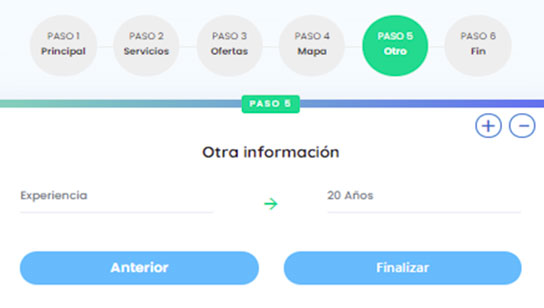 PASO 1
Principal
PASO 2
Servicios
PASO 3
Ofertas
PASO 4
Mapa
PASO 5
Otro
PASO 6
Fin
PASO 5
Otra información
Experiencia
20 Años
Anterior
Finalizar